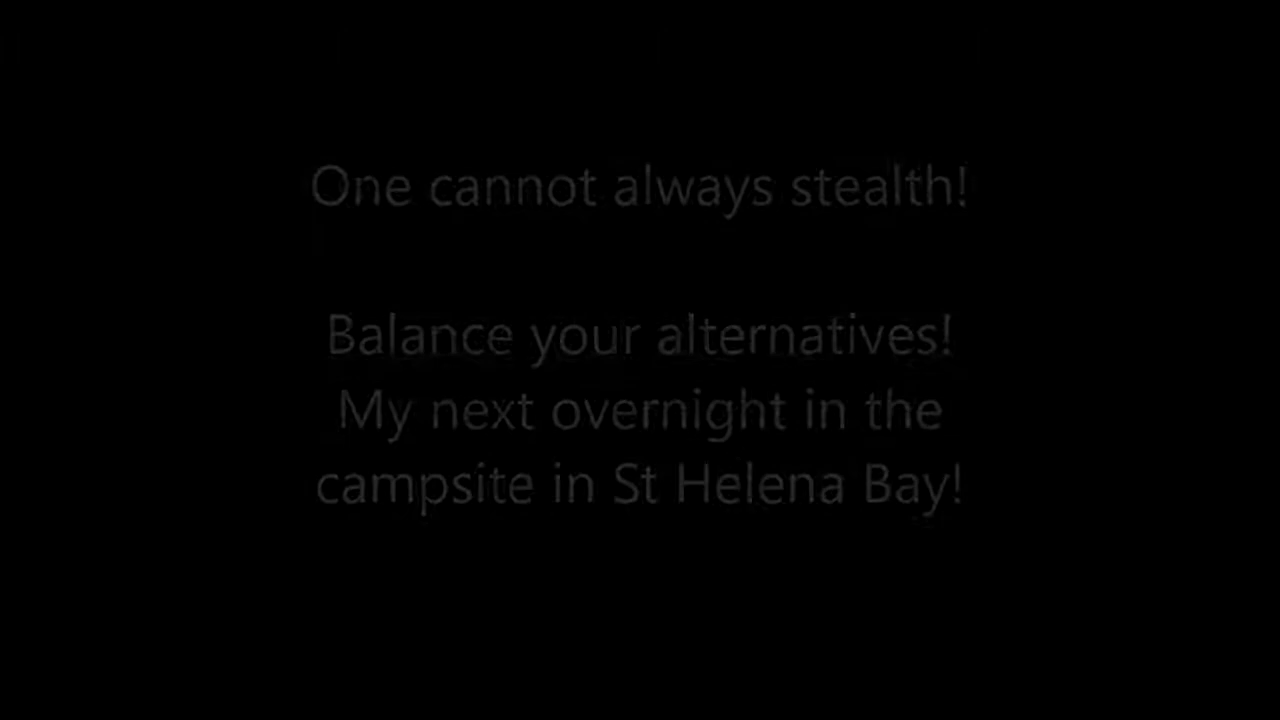 One cannot always stealth!
Balance your alternatives!
My next overnight in the
campsite in St Helena Bay!